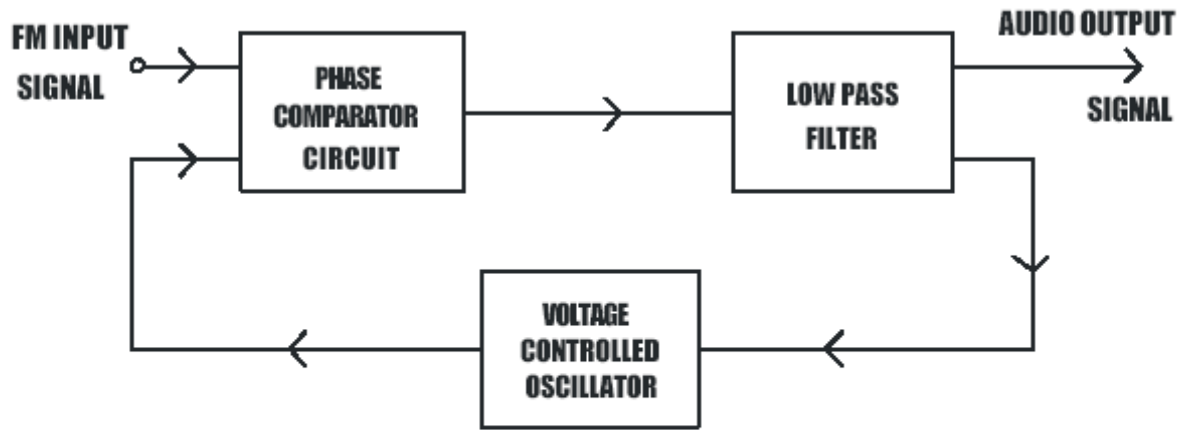 FM INPUT
SIGNAL
PHASE
COMPARATOR
CIRCUIT
LOW PASS
FILTER
AUDIO OUTPUT
SIGNAL
VOLTAGE
CONTROLLED
OSCILLATOR